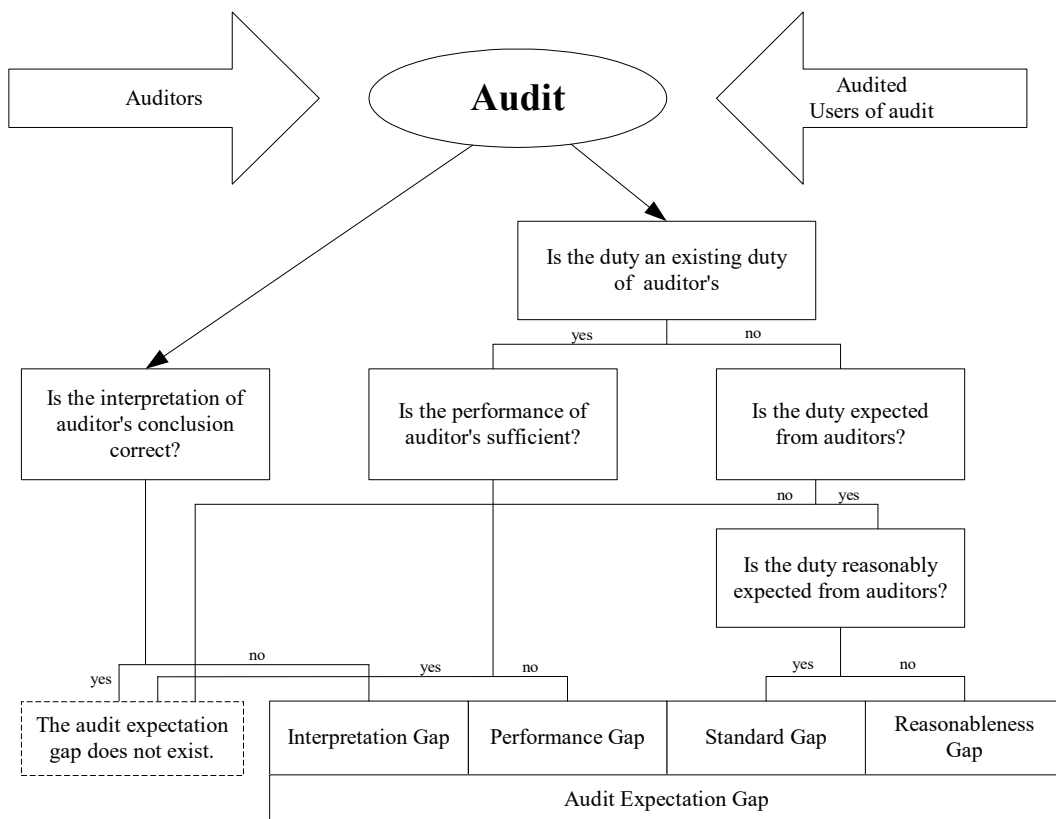 Auditors
Audit
Audited
Users of audit
Is the duty an existing duty
of auditor's
yes
no
Is the interpretation of
auditor's conclusion
correct?
Is the performance of
auditor's sufficient?
Is the duty expected
from auditors?
no
yes
Is the duty reasonably
expected from auditors?
yes
no
yes
no
yes
no
The audit expectation
gap does not exist.
Interpretation Gap
Performance Gap
Standard Gap
Reasonableness
Gap
Audit Expectation Gap